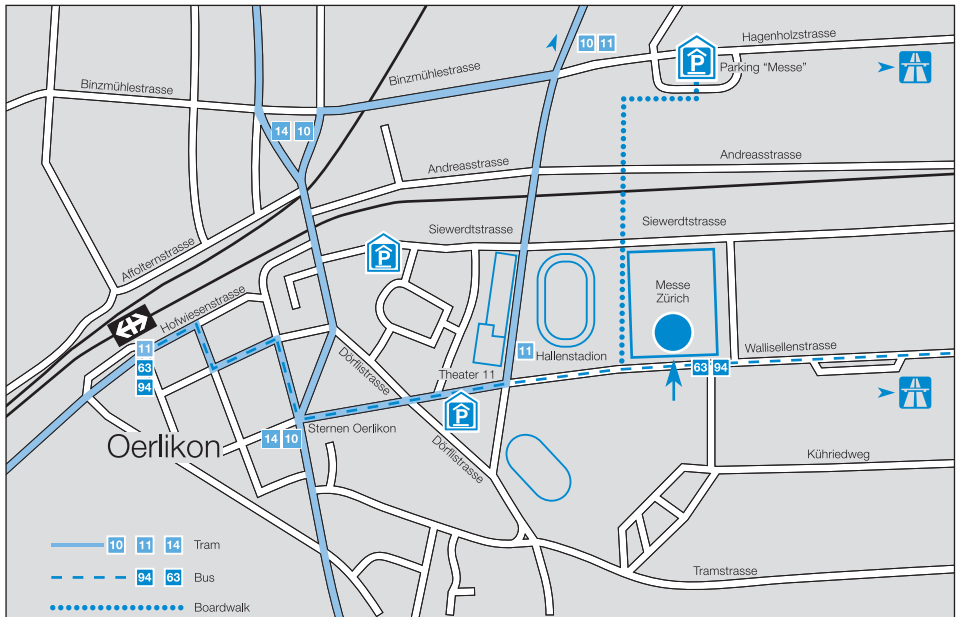 10 11
Hagenholzstrasse
P
Parking "Messe"
Binzmühlestrasse
Binzmühlestrasse
14 10
Andreasstrasse
Andreasstrasse
Siewerdtstrasse
Siewerdtstrasse
P
Affolternstrasse
Hofwiesenstrasse
Messe
Zürich
11
63
94
Dörflistrasse
11
Hallenstadion
Wallisellenstrasse
Theater 11
63 94
P
Sternen Oerlikon
14 10
Oerlikon
Dörflistrasse
Kühriedweg
10 11 14 Tram
94 63 Bus
Tramstrasse
Boardwalk